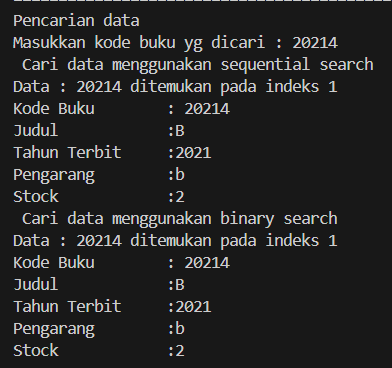 Pencarian data
Masukkan kode buku yg dicari : 20214
Cari data menggunakan sequential search
Data : 20214 ditemukan pada indeks 1
Kode Buku : 20214
Judul :B
Tahun Terbit :2021
Pengarang :b
Stock :2
Cari data menggunakan binary search
Data : 20214 ditemukan pada indeks 1
Kode Buku : 20214
Judul :B
Tahun Terbit :2021
Pengarang :b
Stock :2